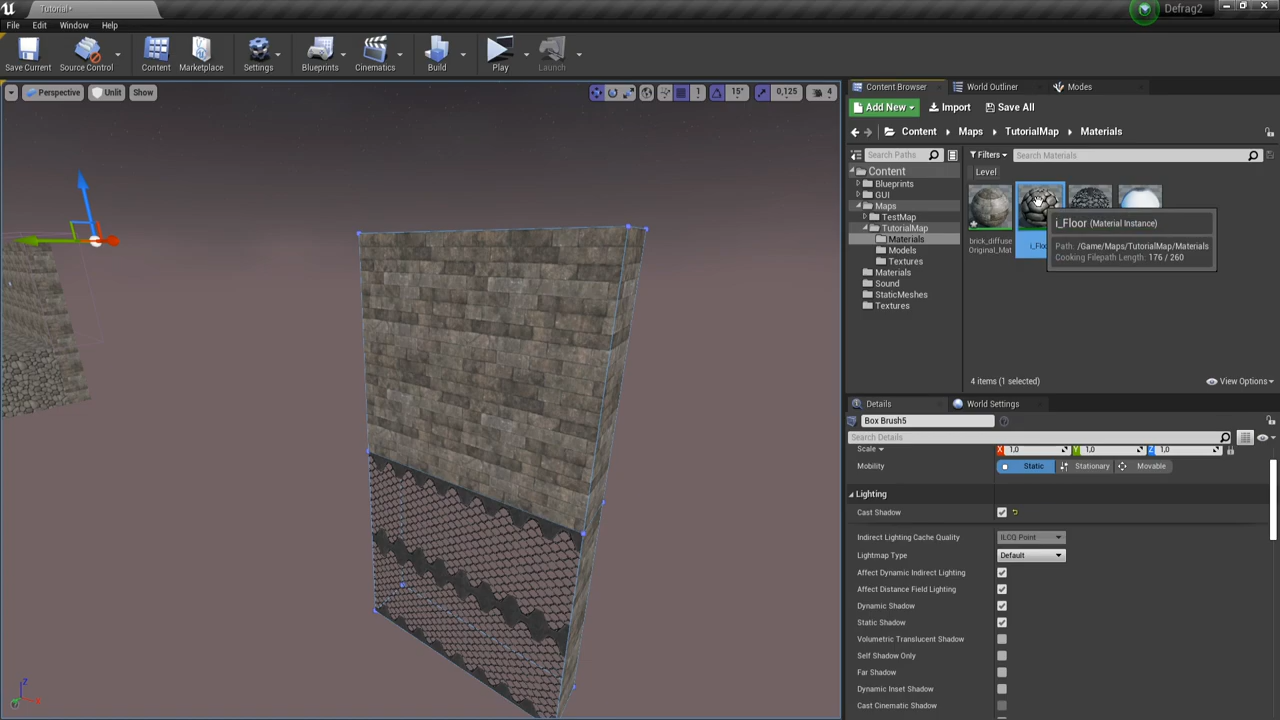 Tutorial*
Defrag2
File Edit Window Help
Save Current Source Control Content Marketplace Settings Blueprints Cinematics Build Play Launch
Perspective Unlit Show 1 15° 0,125 4
Content Browser World Outliner Modes
Add New Import Save All
Content Maps TutorialMap Materials
Search Paths Filters Search Materials
Content Level
Blueprints
GUI
Maps
TestMap
TutorialMap
Materials
Models
Textures
Materials
Sound
StaticMeshes
Textures
brick_diffuse
Original_Mat
i_Floor (Material Instance)
Path: /Game/Maps/TutorialMap/Materials
Cooking Filepath Length: 176 / 260
4 items (1 selected) View Options
Details World Settings
Box Brush5
Search Details
Scale X 1,0 Y 1,0 Z 1,0
Mobility Static Stationary Movable
Lighting
Cast Shadow
Indirect Lighting Cache Quality ILCQ Point
Lightmap Type Default
Affect Dynamic Indirect Lighting
Affect Distance Field Lighting
Dynamic Shadow
Static Shadow
Volumetric Translucent Shadow
Self Shadow Only
Far Shadow
Dynamic Inset Shadow
Cast Cinematic Shadow